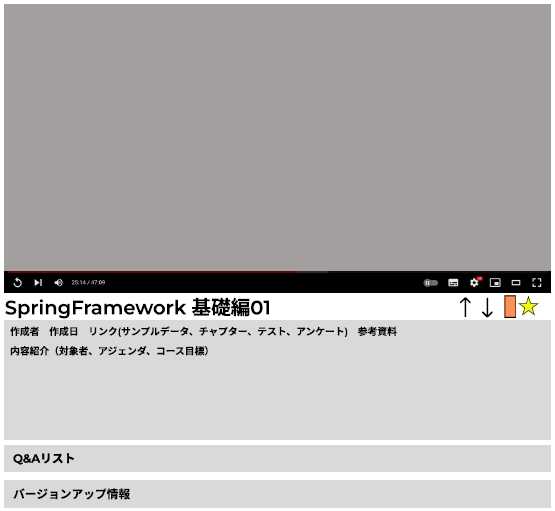 25:14 / 47:09
SpringFramework 基礎編01
作成者 作成日 リンク(サンプルデータ、チャプター、テスト、アンケート) 参考資料
内容紹介（対象者、アジェンダ、コース目標）
Q&Aリスト
バージョンアップ情報